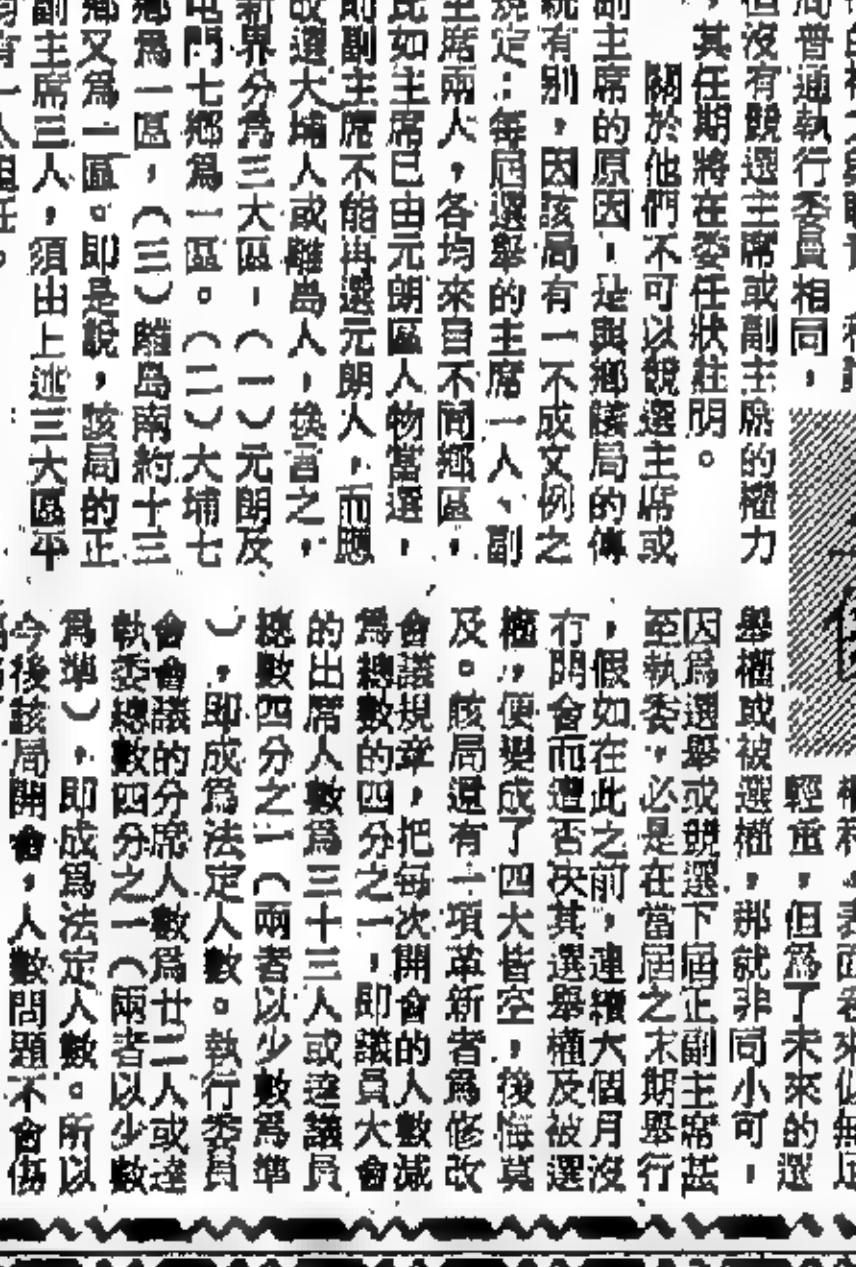 普通執行委員相同，
但沒有競選主席或副主席的權力
，其任期將在委任狀註明。
關於他們不可以競選主席或
副主席的原因，是與鄉議局的傳
統有別，因該局有一不成文例之
規定：每屆選舉的主席一人、副
主席兩人，各均來自不同鄉區，
比如主席已由元朗區人物當選，
則副主席不能再選元朗人，而應
改選大埔人或離島人，換言之，
新界分為三大區，（一）元朗及
屯門七鄉為一區。（二）大埔七
鄉為一區，（三）離島南約十三
鄉又為一區。即是說，該局的正
副主席三人，須由上述三大區平
輕重，但為了未來的選
舉權或被選權，那就非同小可，
因為選舉或競選下屆正副主席甚
至執委，必是在當屆之末期舉行
，假如在此之前，連續六個月沒
有開會而遭否決其選舉權及被選
權，便變成了四大皆空，後悔莫
及。該局還有一項革新者為修改
會議規章，把每次開會的人數減
為總數的四分之一，即議員大會
的出席人數為三十三人或達議員
總數四分之一（兩者以少數為準
），即成為法定人數。執行委員
會會議的分席人數為廿二人或達
執委總數四分之一（兩者以少數
為準），即成為法定人數。所以
今後該局開會，人數問題不會傷